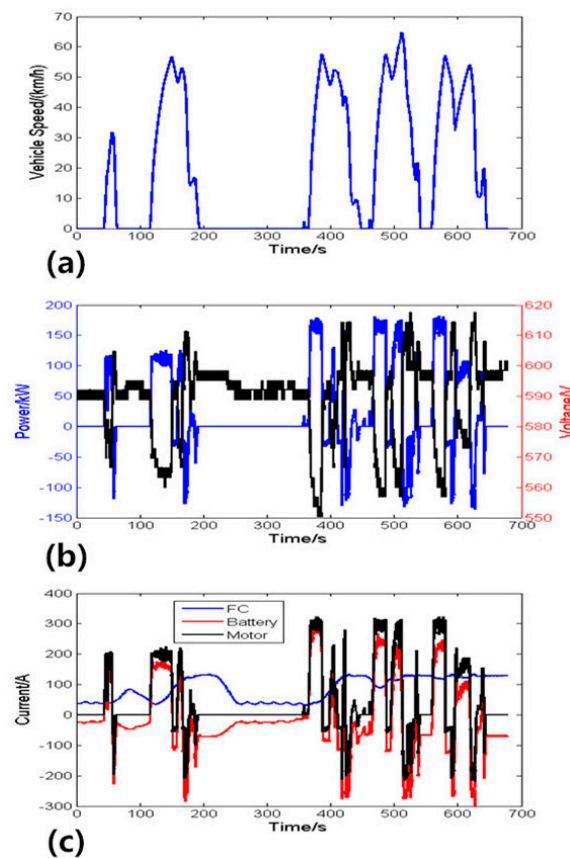 70
60
50
40
30
20
10
0
Vehicle Speed/(km/h)
0 100 200 300 400 500 600 700
Time/s
(a)
200
150
100
50
0
-50
-100
-150
Power/kW
620
610
600
590
580
570
560
550
Voltage/V
0 100 200 300 400 500 600 700
Time/s
(b)
400
300
200
100
0
-100
-200
-300
Current/A
FC
Battery
Motor
0 100 200 300 400 500 600 700
Time/s
(c)